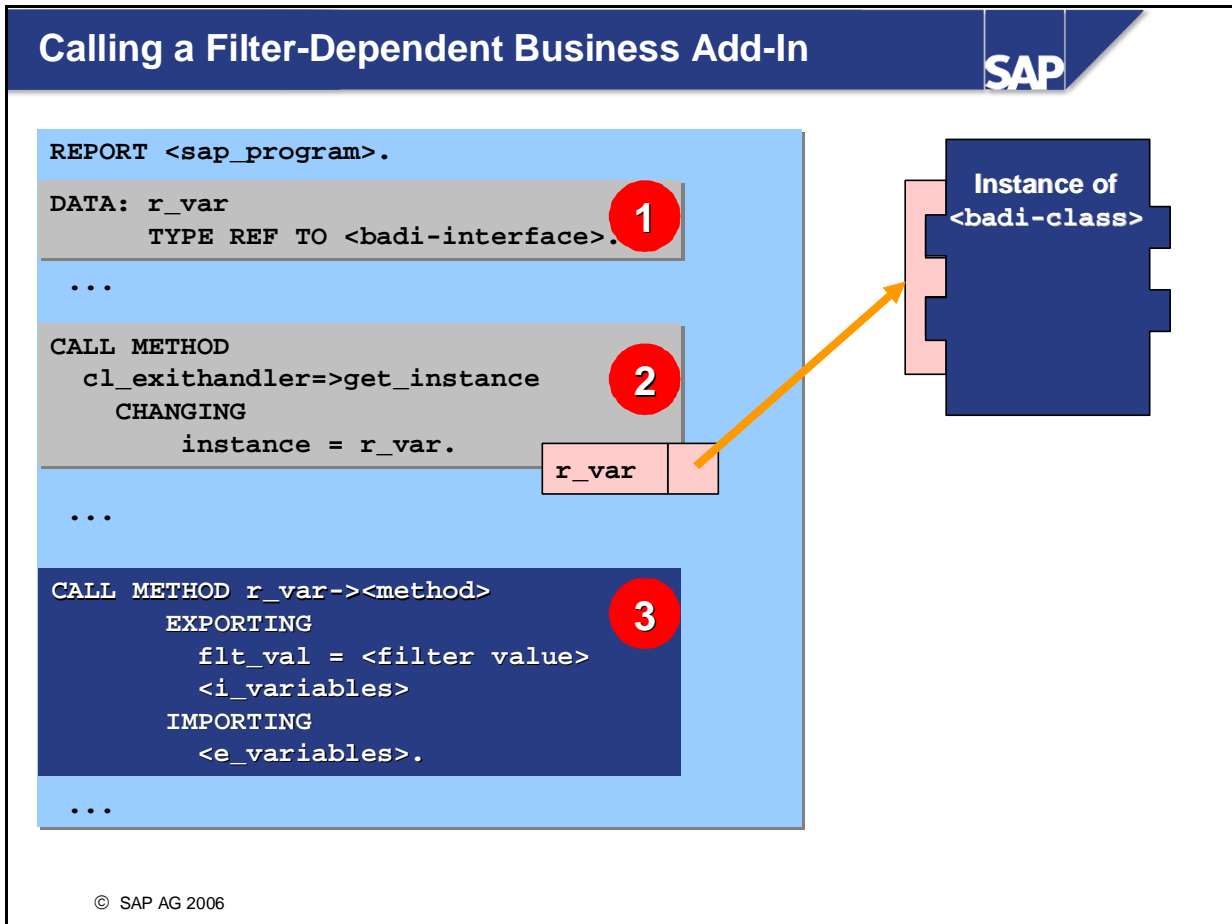 Calling a Filter-Dependent Business Add-In
SAP
REPORT <sap_program>.
DATA: r_var
TYPE REF TO <badi-interface>.
1
...
CALL METHOD
cl_exithandler=>get_instance
CHANGING
instance = r_var.
2
r_var
...
CALL METHOD r_var-><method>
EXPORTING
flt_val = <filter value>
<i_variables>
IMPORTING
<e_variables>.
3
...
Instance of
<badi-class>
© SAP AG 2006